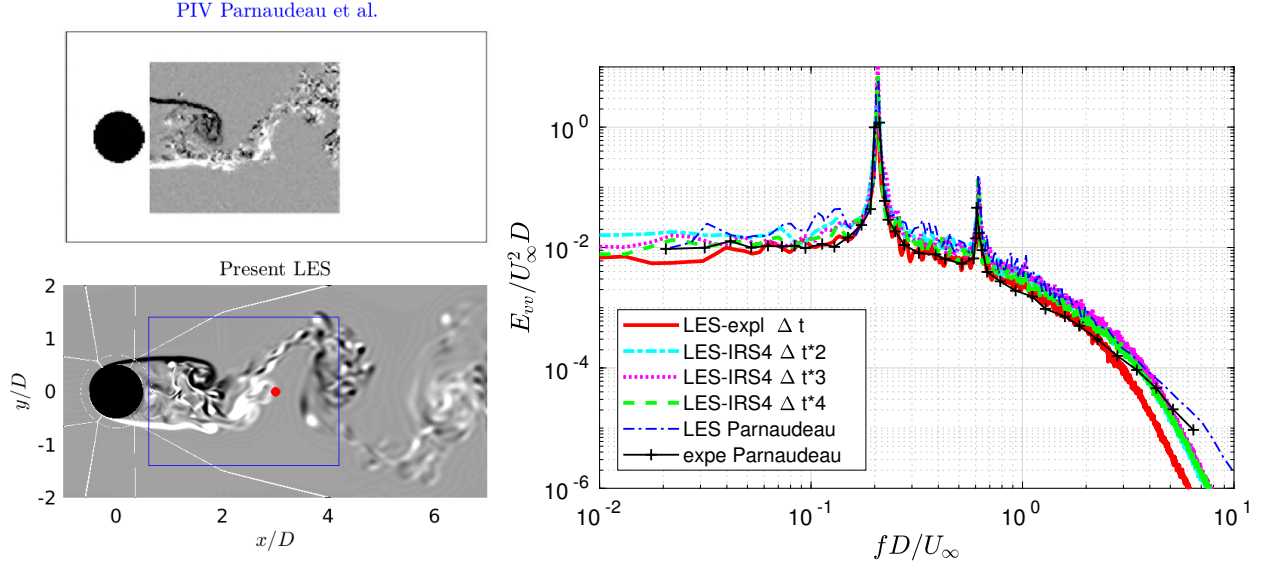 PIV Parnaudeau et al.
Present LES
2
1
0
-1
-2
y/D
0
2
4
6
x/D
E_{vv}/U_∞^2 D
10^0
10^{-2}
10^{-4}
10^{-6}
LES-expl Δ t
LES-IRS4 Δ t*2
LES-IRS4 Δ t*3
LES-IRS4 Δ t*4
LES Parnaudeau
expe Parnaudeau
10^{-2}
10^{-1}
10^0
10^1
fD/U_∞